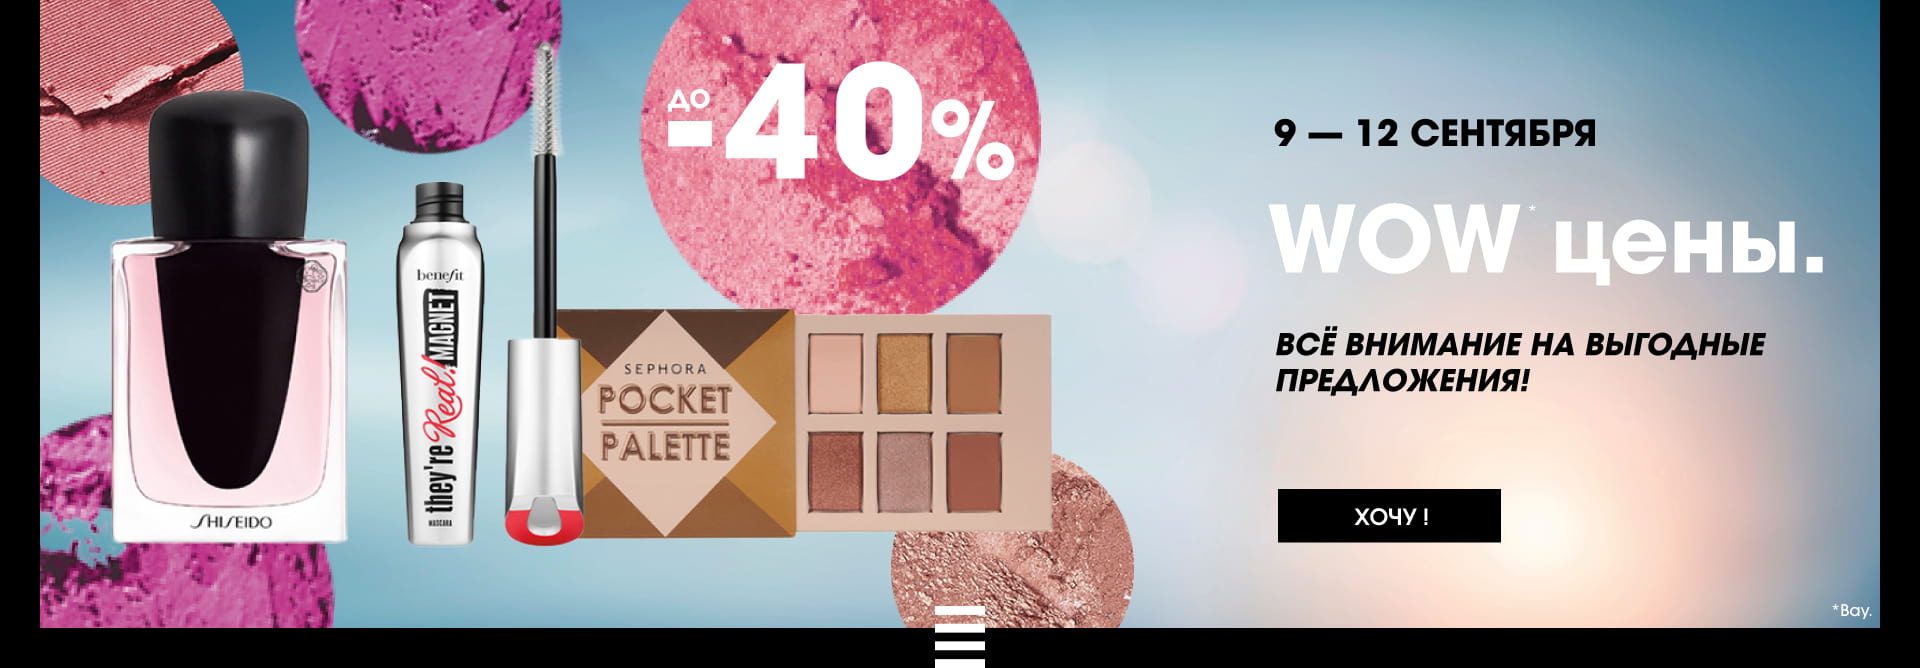 до
-40%
9 — 12 СЕНТЯБРЯ
WOW* цены.
ВСЁ ВНИМАНИЕ НА ВЫГОДНЫЕ
ПРЕДЛОЖЕНИЯ!
ХОЧУ !
*Вау.
SHISEIDO
benefit
they're Real! MAGNET
MASCARA
SEPHORA
POCKET
PALETTE